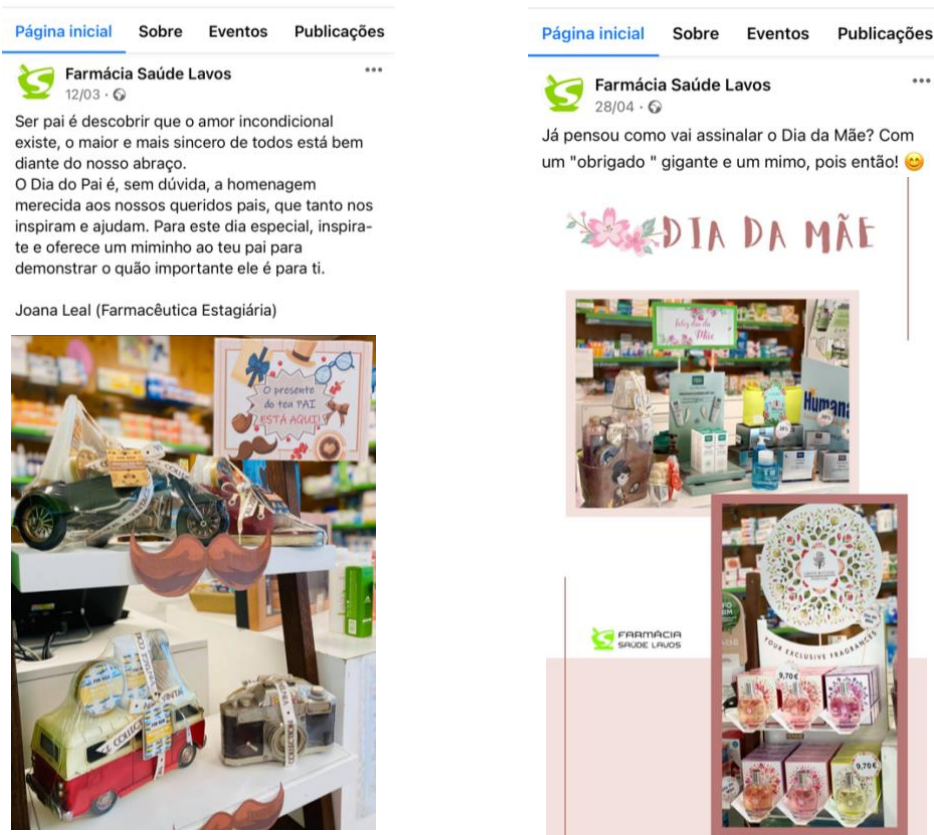 Página inicial Sobre Eventos Publicações
Farmácia Saúde Lavos
12/03
Ser pai é descobrir que o amor incondicional
existe, o maior e mais sincero de todos está bem
diante do nosso abraço.
O Dia do Pai é, sem dúvida, a homenagem
merecida aos nossos queridos pais, que tanto nos
inspiram e ajudam. Para este dia especial, inspira-
te e oferece um miminho ao teu pai para
demonstrar o quão importante ele é para ti.
Joana Leal (Farmacêutica Estagiária)
O presente
do teu PAI
ESTÁ AQUI!
Página inicial Sobre Eventos Publicações
Farmácia Saúde Lavos
28/04
Já pensou como vai assinalar o Dia da Mãe? Com
um "obrigado " gigante e um mimo, pois então! 😊
DIA DA MÃE
feliz dia da
Mãe
Humana
FARMÁCIA
SAÚDE LAVOS
YOUR EXCLUSIVE FRAGRANCES
9,70€
9,70€